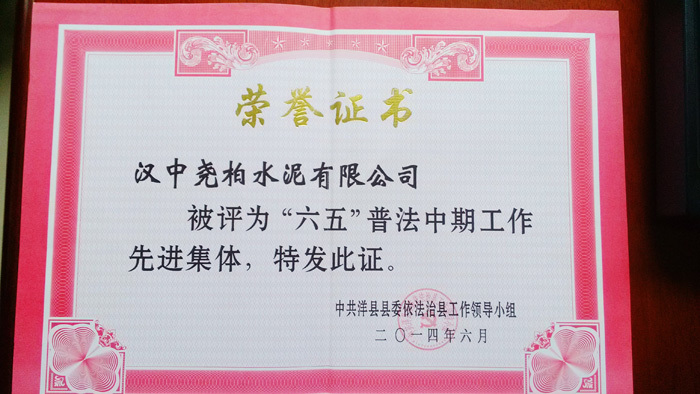 荣誉证书
汉中尧柏水泥有限公司
被评为“六五”普法中期工作
先进集体，特发此证。
中共洋县县委依法治县工作领导小组
二〇一四年六月